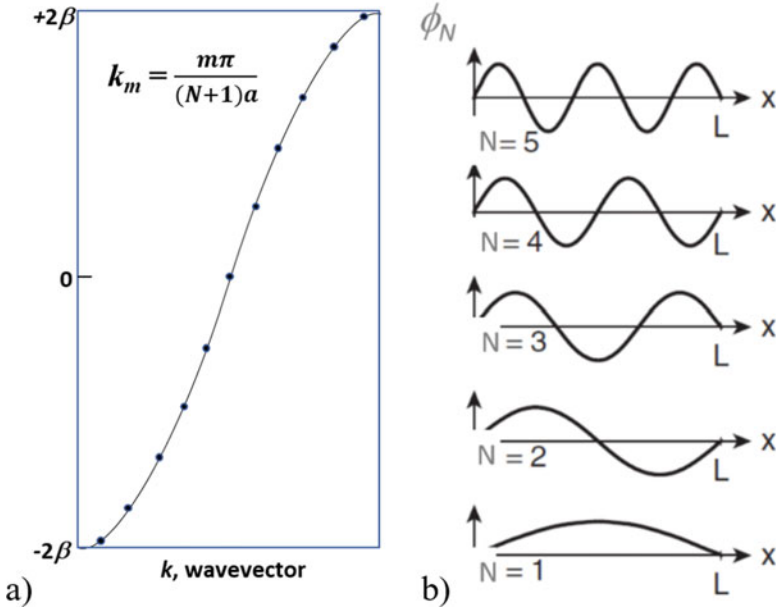 +2β
k_m = mπ / (N+1)a
0
-2β
k, wavevector
a)
ϕ_N
x
L
N = 5
x
L
N = 4
x
L
N = 3
x
L
N = 2
x
L
N = 1
b)